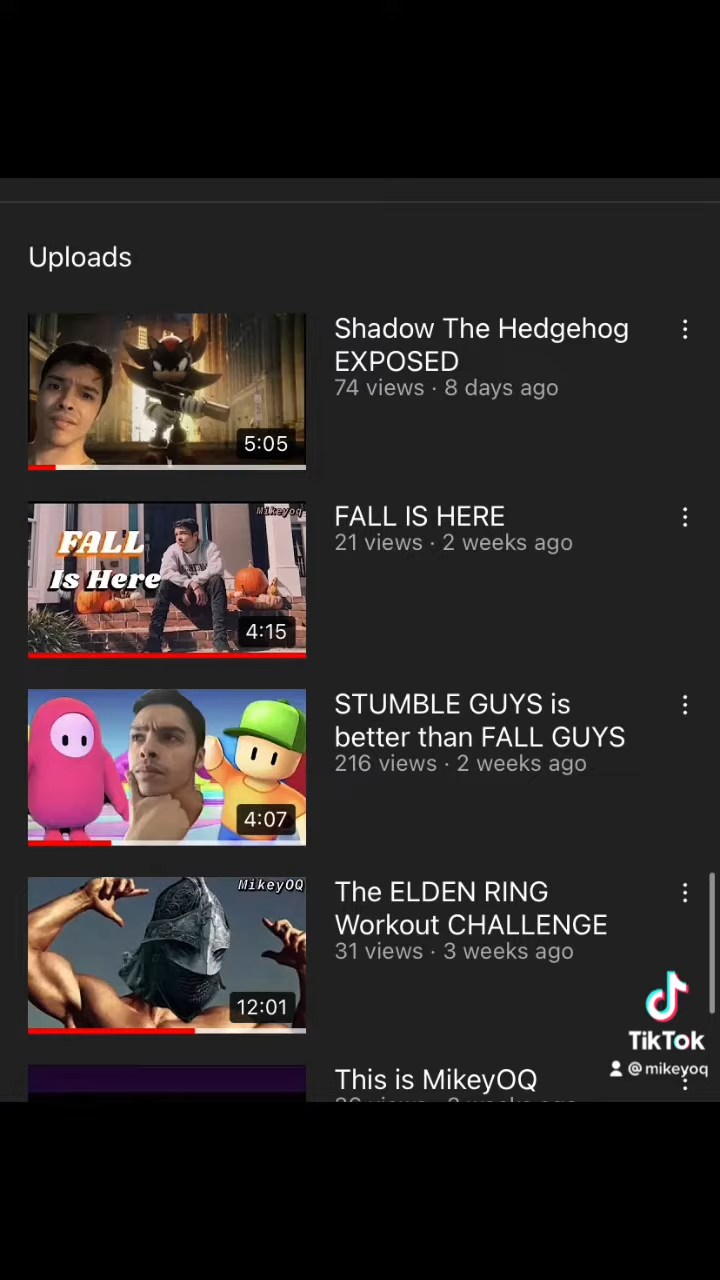 Uploads
Shadow The Hedgehog
EXPOSED
74 views · 8 days ago
5:05
FALL IS HERE
21 views · 2 weeks ago
Mikeyoq
FALL
Is Here
4:15
STUMBLE GUYS is
better than FALL GUYS
216 views · 2 weeks ago
4:07
The ELDEN RING
Workout CHALLENGE
31 views · 3 weeks ago
MikeyOQ
12:01
TikTok
@mikeyoq
This is MikeyOQ